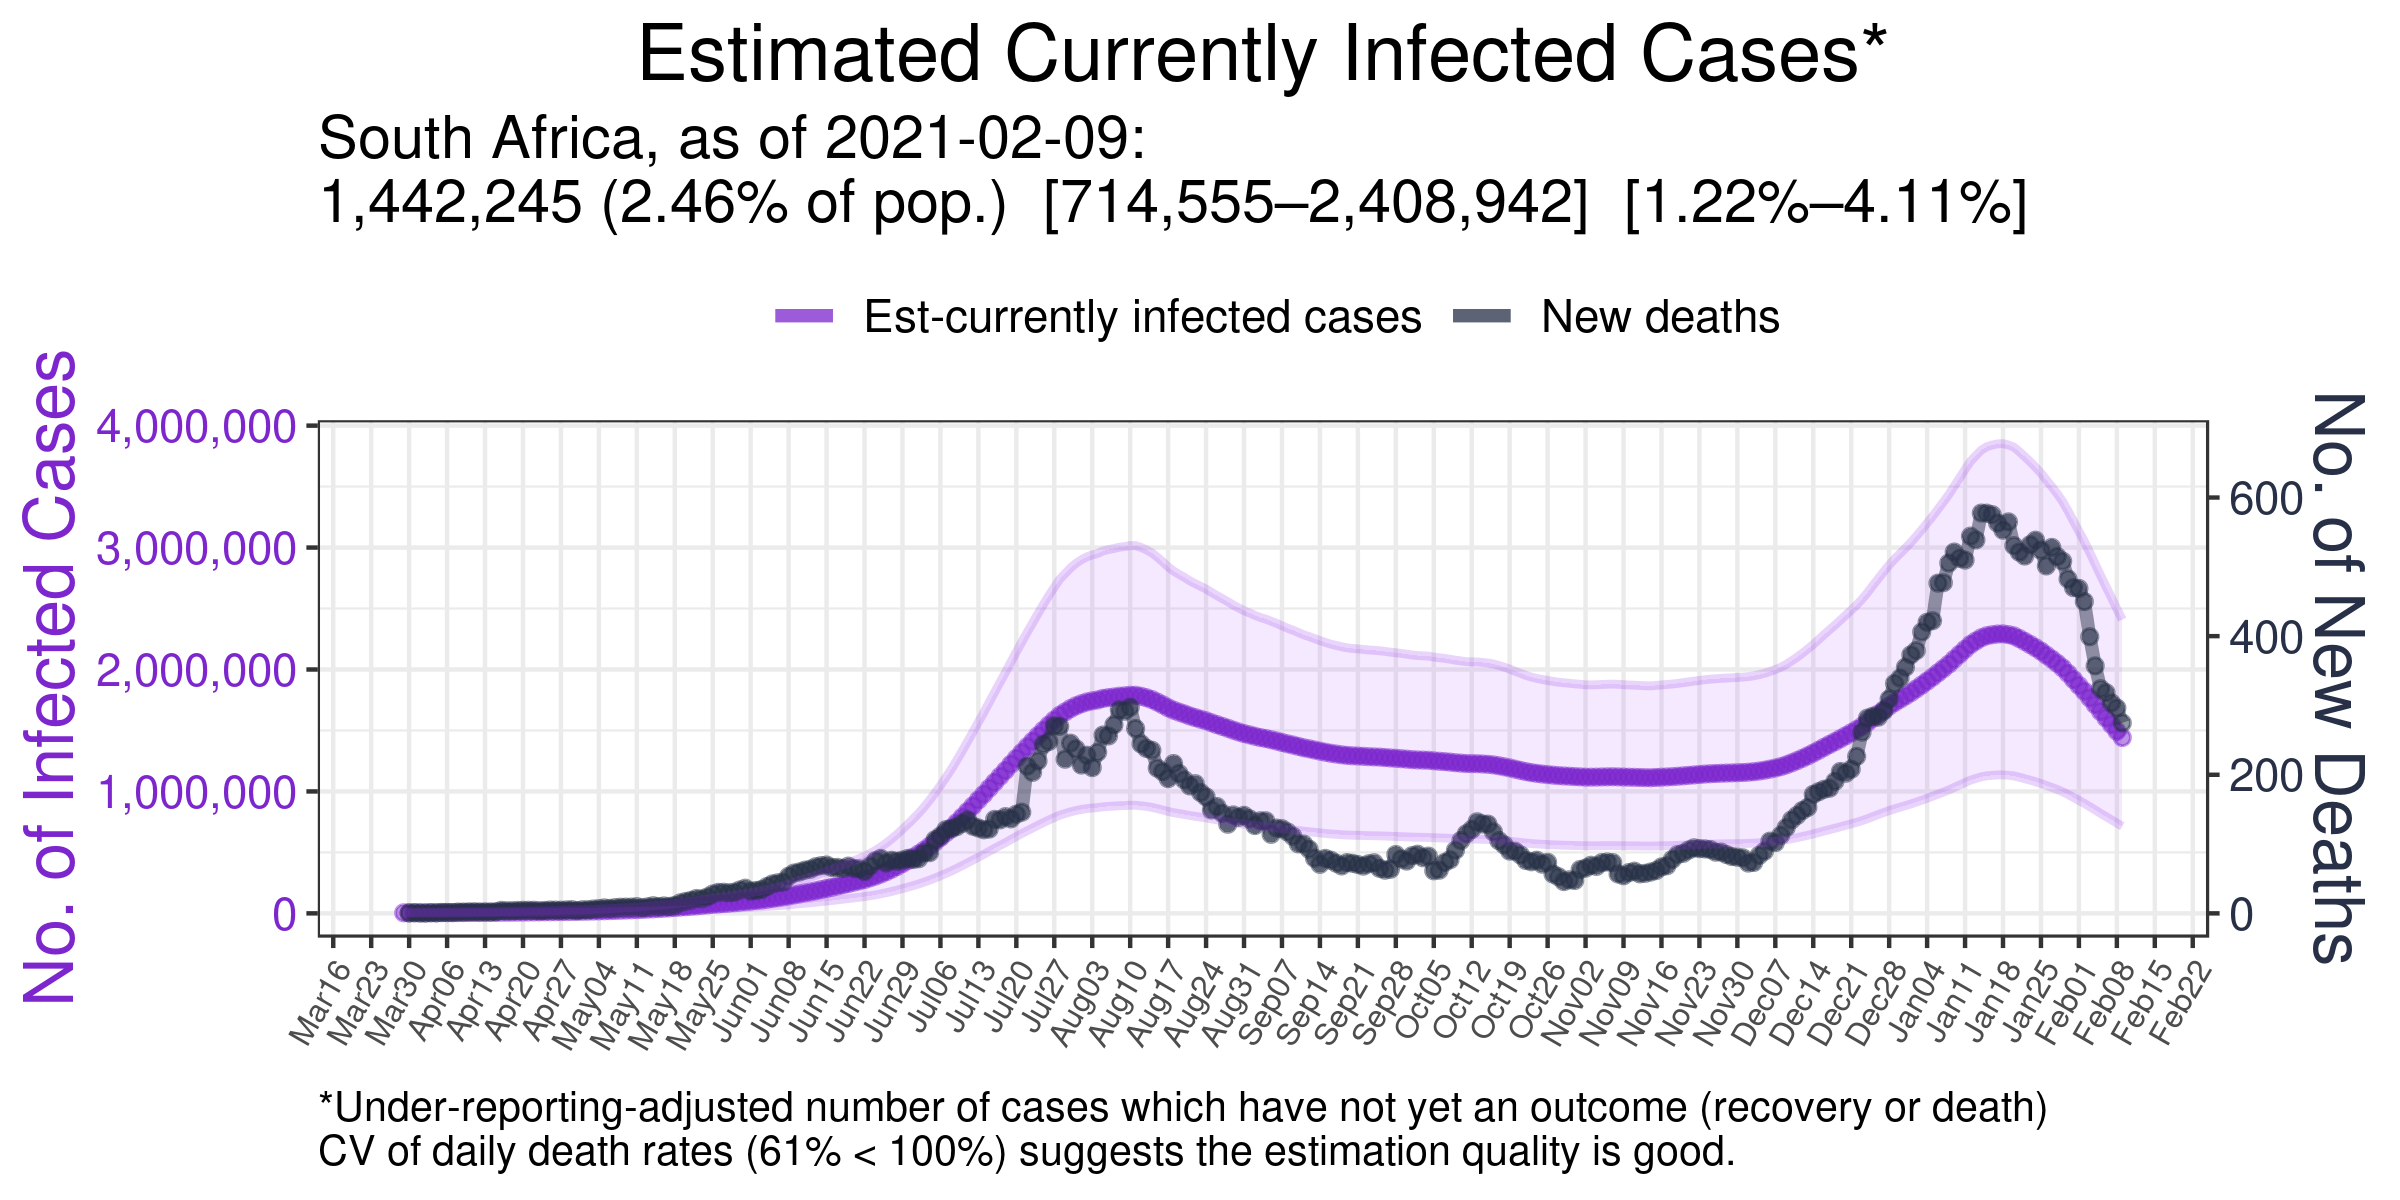 Estimated Currently Infected Cases*
South Africa, as of 2021-02-09:
1,442,245 (2.46% of pop.) [714,555–2,408,942] [1.22%–4.11%]
Est-currently infected cases
New deaths
No. of Infected Cases
4,000,000
3,000,000
2,000,000
1,000,000
0
600
400
200
0
No. of New Deaths
Mar16
Mar23
Mar30
Apr06
Apr13
Apr20
Apr27
May04
May11
May18
May25
Jun01
Jun08
Jun15
Jun22
Jun29
Jul06
Jul13
Jul20
Jul27
Aug03
Aug10
Aug17
Aug24
Aug31
Sep07
Sep14
Sep21
Sep28
Oct05
Oct12
Oct19
Oct26
Nov02
Nov09
Nov16
Nov23
Nov30
Dec07
Dec14
Dec21
Dec28
Jan04
Jan11
Jan18
Jan25
Feb01
Feb08
Feb15
Feb22
*Under-reporting-adjusted number of cases which have not yet an outcome (recovery or death)
CV of daily death rates (61% < 100%) suggests the estimation quality is good.